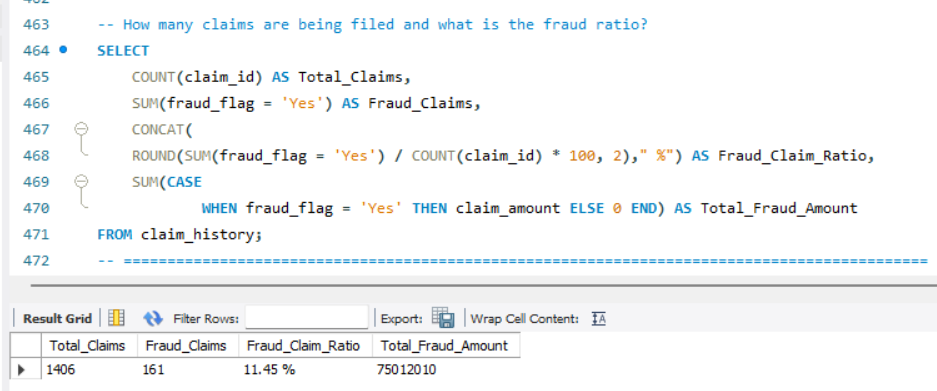 463 -- How many claims are being filed and what is the fraud ratio?
464 SELECT
465 COUNT(claim_id) AS Total_Claims,
466 SUM(fraud_flag = 'Yes') AS Fraud_Claims,
467 CONCAT(
468 ROUND(SUM(fraud_flag = 'Yes') / COUNT(claim_id) * 100, 2)," %") AS Fraud_Claim_Ratio,
469 SUM(CASE
470 WHEN fraud_flag = 'Yes' THEN claim_amount ELSE 0 END) AS Total_Fraud_Amount
471 FROM claim_history;
472 -- ============================================================================================
Result Grid Filter Rows: Export: Wrap Cell Content:
Total_Claims Fraud_Claims Fraud_Claim_Ratio Total_Fraud_Amount
1406 161 11.45 % 75012010